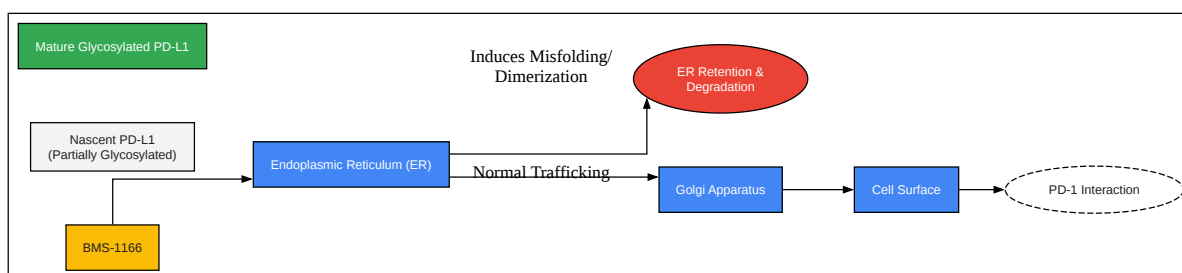 Mature Glycosylated PD-L1
Induces Misfolding/
Dimerization
ER Retention &
Degradation
Nascent PD-L1
(Partially Glycosylated)
Endoplasmic Reticulum (ER)
Normal Trafficking
Golgi Apparatus
Cell Surface
PD-1 Interaction
BMS-1166